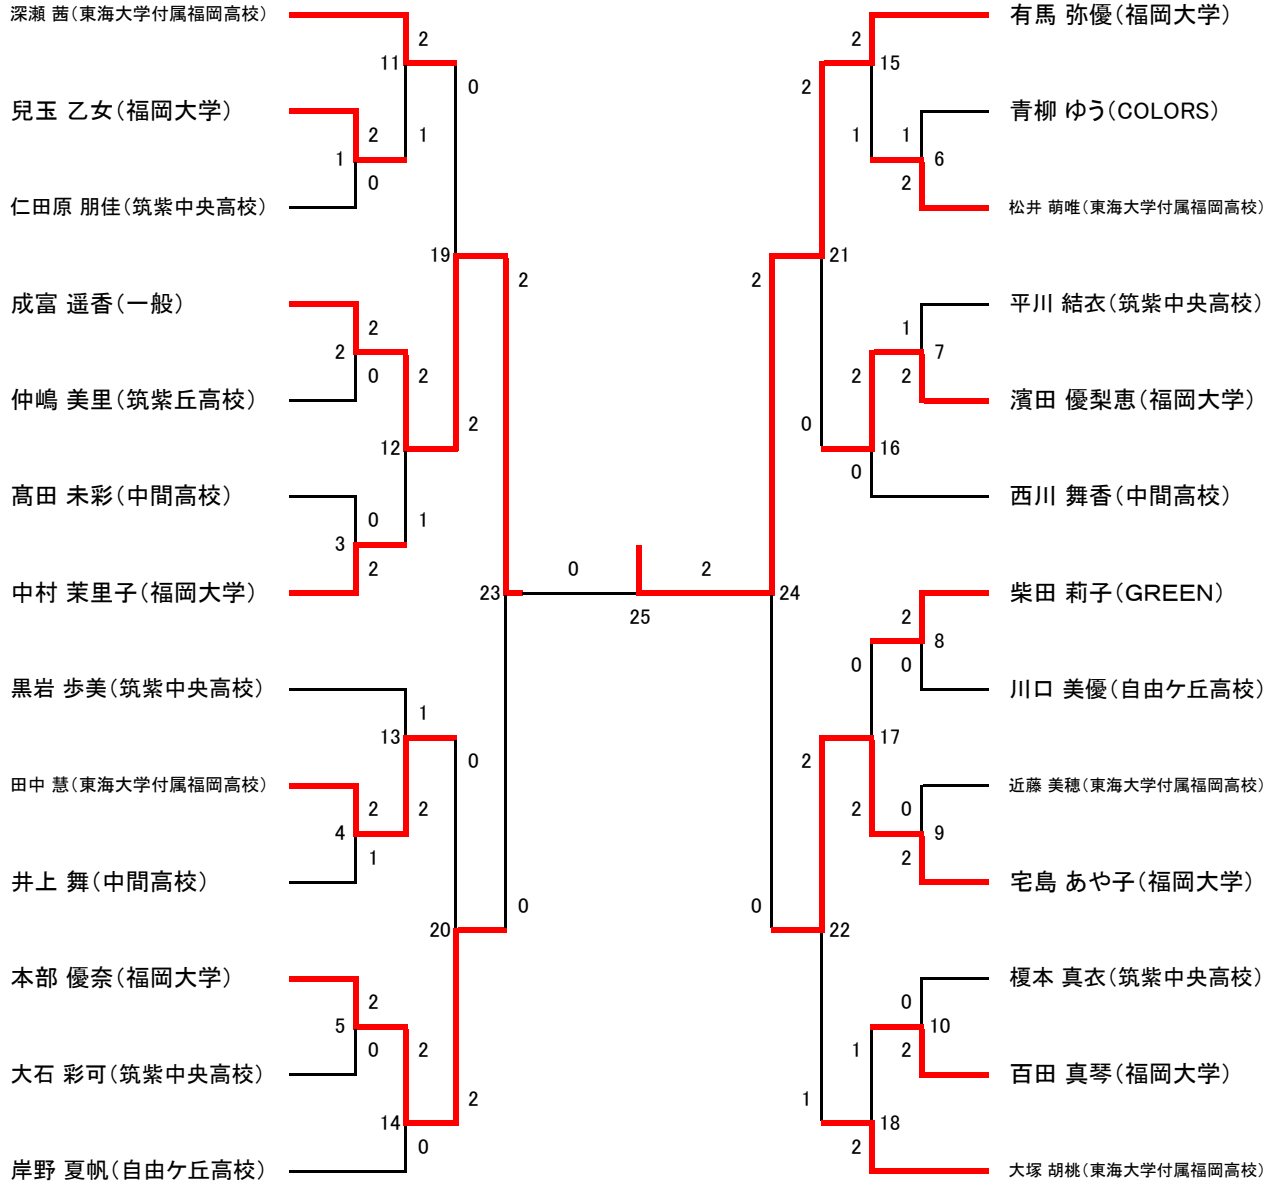 深瀬 茜（東海大学付属福岡高校）
2
11
0
兒玉 乙女（福岡大学）
2
1
1
0
仁田原 朋佳（筑紫中央高校）
19
2
成富 遥香（一般）
2
2
0
2
仲嶋 美里（筑紫丘高校）
2
12
髙田 未彩（中間高校）
0
1
3
2
中村 茉里子（福岡大学）
23
0
2
24
25
黒岩 歩美（筑紫中央高校）
1
13
0
田中 慧（東海大学付属福岡高校）
2
2
4
1
井上 舞（中間高校）
0
20
本部 優奈（福岡大学）
2
5
0
2
大石 彩可（筑紫中央高校）
2
14
0
岸野 夏帆（自由ケ丘高校）
有馬 弥優（福岡大学）
2
15
2
青柳 ゆう（COLORS）
1
1
6
2
松井 萌唯（東海大学付属福岡高校）
21
2
平川 結衣（筑紫中央高校）
1
7
2
2
濱田 優梨恵（福岡大学）
0
16
0
西川 舞香（中間高校）
柴田 莉子（GREEN）
2
8
0
0
川口 美優（自由ケ丘高校）
17
2
近藤 美穂（東海大学付属福岡高校）
0
2
9
2
宅島 あや子（福岡大学）
0
22
榎本 真衣（筑紫中央高校）
0
10
1
2
百田 真琴（福岡大学）
1
18
2
大塚 胡桃（東海大学付属福岡高校）